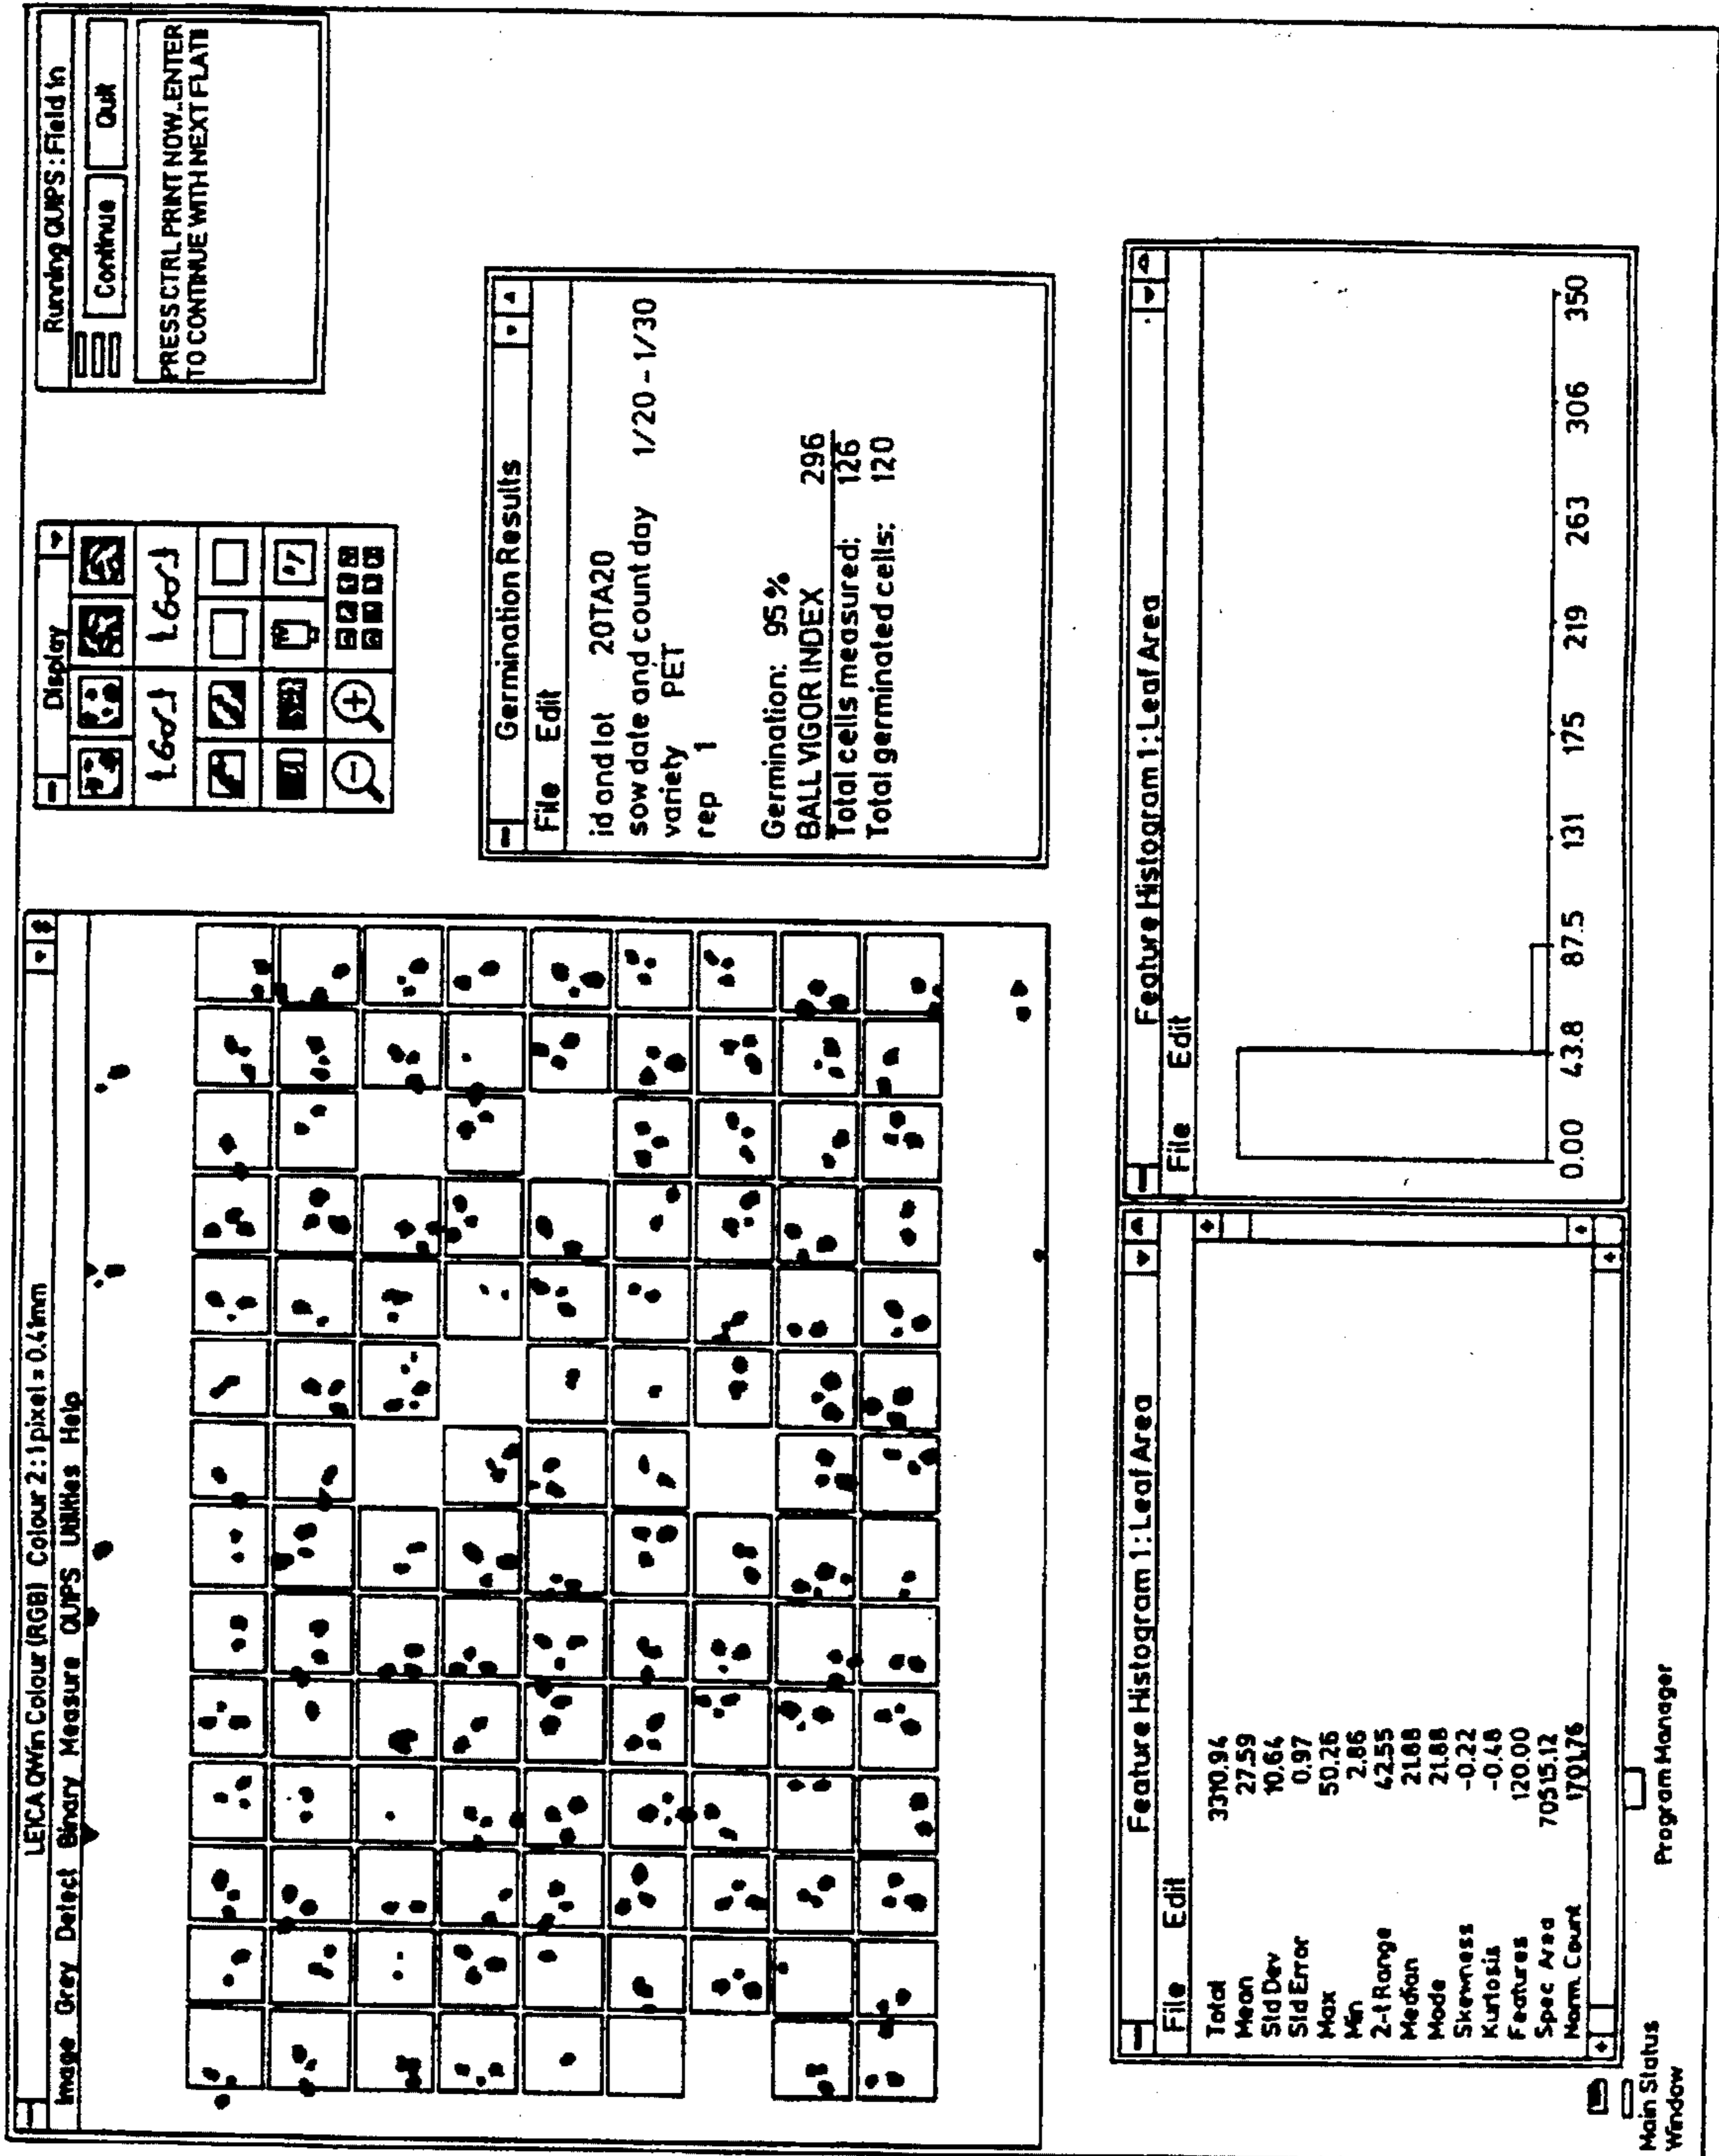 LEICA QWin Colour (RGB) Colour 2: 1 pixel = 0.41mm
Image Grey Detect Binary Measure QUIPS Utilities Help
Display
Running QUIPS: Field in
Continue Quit
PRESS CTRL PRINT NOW..ENTER
TO CONTINUE WITH NEXT FLAT!!
Germination Results
File Edit
id and lot 20TA20
sow date and count day 1/20 - 1/30
variety PET
rep 1
Germination: 95%
BALL VIGOR INDEX 296
Total cells measured: 126
Total germinated cells: 120
Feature Histogram 1: Leaf Area
File Edit
Total 3310.94
Mean 27.59
Std Dev 10.64
Std Error 0.97
Max 50.26
Min 2.86
2-t Range 42.55
Median 21.88
Mode 21.88
Skewness -0.22
Kurtosis -0.48
Features 120.00
Spec Area 70515.12
Norm. Count 1701.76
Feature Histogram 1: Leaf Area
File Edit
0.00 43.8 87.5 131 175 219 263 306 350
Main Status
Window
Program Manager